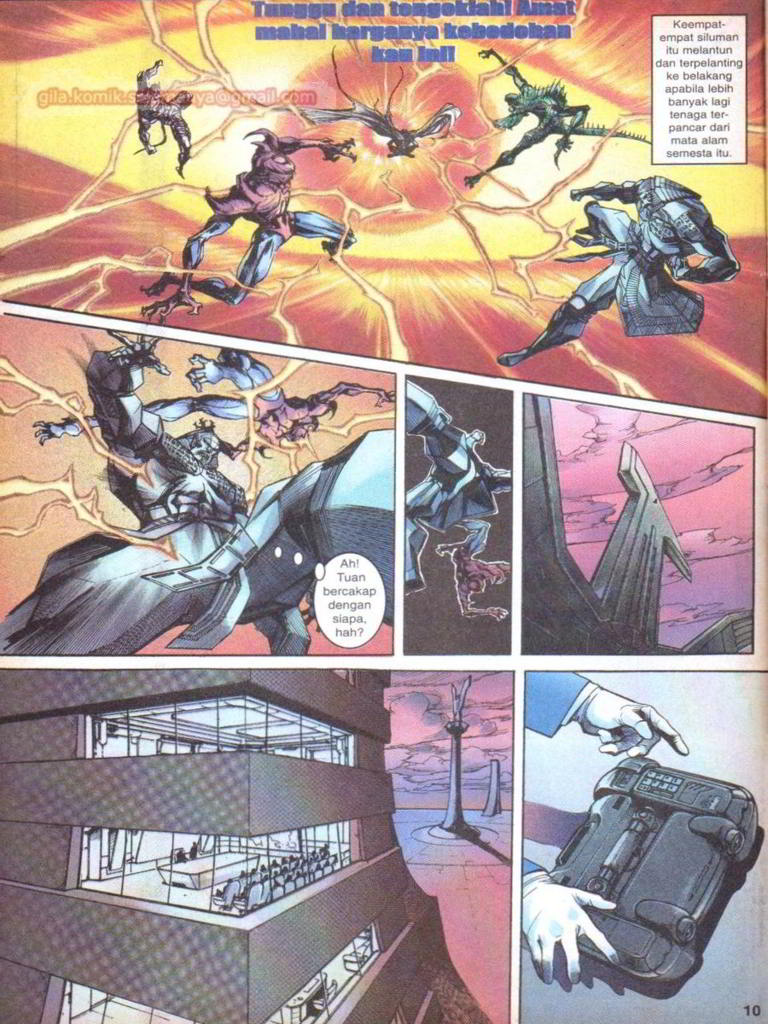 Tunggu dan tengoklah! Amat
mahal harganya kebodohan
kau ini!
Keempat-
empat siluman
itu melantun
dan terpelanting
ke belakang
apabila lebih
banyak lagi
tenaga ter-
pancar dari
mata alam
semesta itu.
Ah!
Tuan
bercakap
dengan
siapa,
hah?
10